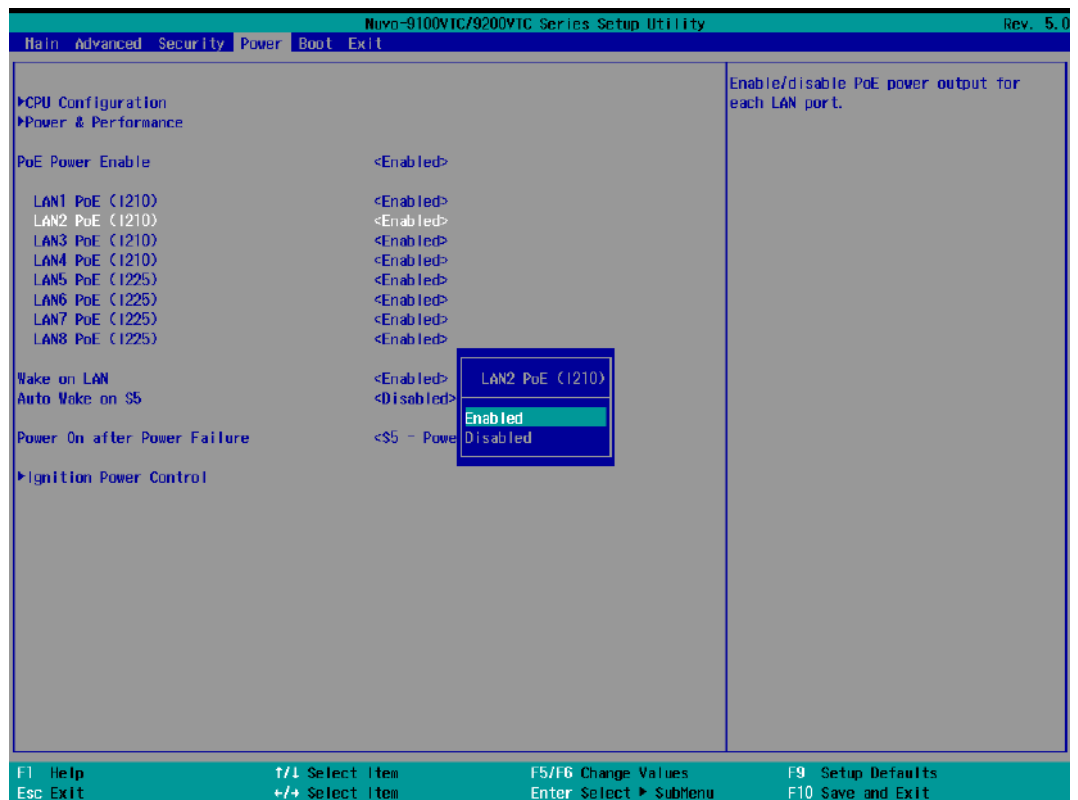 Nuvo-9100VTC/9200VTC Series Setup Utility Rev. 5.0
Main Advanced Security Power Boot Exit
Enable/disable PoE power output for
each LAN port.
►CPU Configuration
►Power & Performance
PoE Power Enable <Enabled>
LAN1 PoE (I210) <Enabled>
LAN2 PoE (I210) <Enabled>
LAN3 PoE (I210) <Enabled>
LAN4 PoE (I210) <Enabled>
LAN5 PoE (I225) <Enabled>
LAN6 PoE (I225) <Enabled>
LAN7 PoE (I225) <Enabled>
LAN8 PoE (I225) <Enabled>
Wake on LAN <Enabled>
Auto Wake on S5 <Disabled>
Power On after Power Failure <S5 - Powe
►Ignition Power Control
LAN2 PoE (I210)
Enabled
Disabled
F1 Help ↑/↓ Select Item F5/F6 Change Values F9 Setup Defaults
Esc Exit ←/→ Select Item Enter Select ► SubMenu F10 Save and Exit